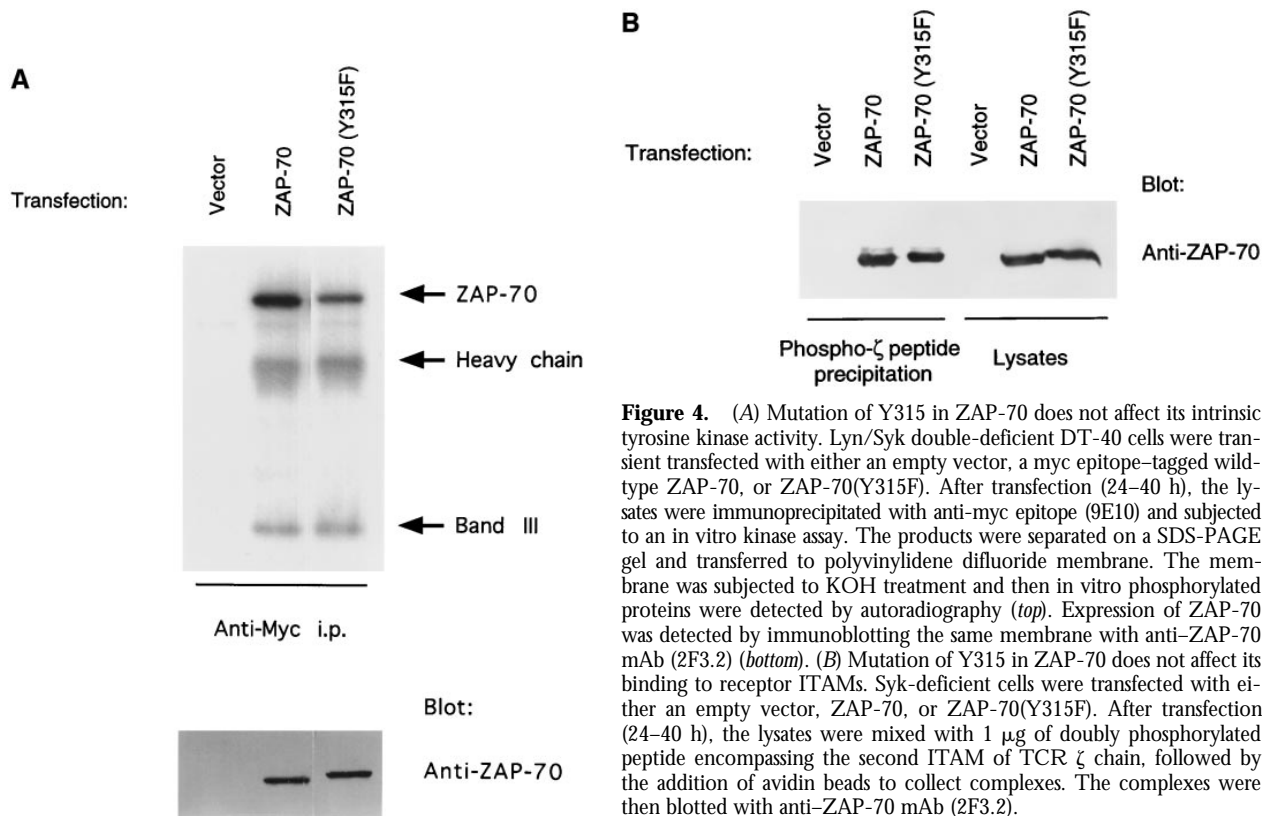 A
Transfection:
Vector
ZAP-70
ZAP-70 (Y315F)
ZAP-70
Heavy chain
Band III
Anti-Myc i.p.
Blot:
Anti-ZAP-70
B
Transfection:
Vector
ZAP-70
ZAP-70 (Y315F)
Vector
ZAP-70
ZAP-70 (Y315F)
Blot:
Anti-ZAP-70
Phospho-ζ peptide
precipitation
Lysates
Figure 4. (A) Mutation of Y315 in ZAP-70 does not affect its intrinsic
tyrosine kinase activity. Lyn/Syk double-deficient DT-40 cells were tran-
sient transfected with either an empty vector, a myc epitope–tagged wild-
type ZAP-70, or ZAP-70(Y315F). After transfection (24–40 h), the ly-
sates were immunoprecipitated with anti-myc epitope (9E10) and subjected
to an in vitro kinase assay. The products were separated on a SDS-PAGE
gel and transferred to polyvinylidene difluoride membrane. The mem-
brane was subjected to KOH treatment and then in vitro phosphorylated
proteins were detected by autoradiography (top). Expression of ZAP-70
was detected by immunoblotting the same membrane with anti–ZAP-70
mAb (2F3.2) (bottom). (B) Mutation of Y315 in ZAP-70 does not affect its
binding to receptor ITAMs. Syk-deficient cells were transfected with ei-
ther an empty vector, ZAP-70, or ZAP-70(Y315F). After transfection
(24–40 h), the lysates were mixed with 1 μg of doubly phosphorylated
peptide encompassing the second ITAM of TCR ζ chain, followed by
the addition of avidin beads to collect complexes. The complexes were
then blotted with anti–ZAP-70 mAb (2F3.2).